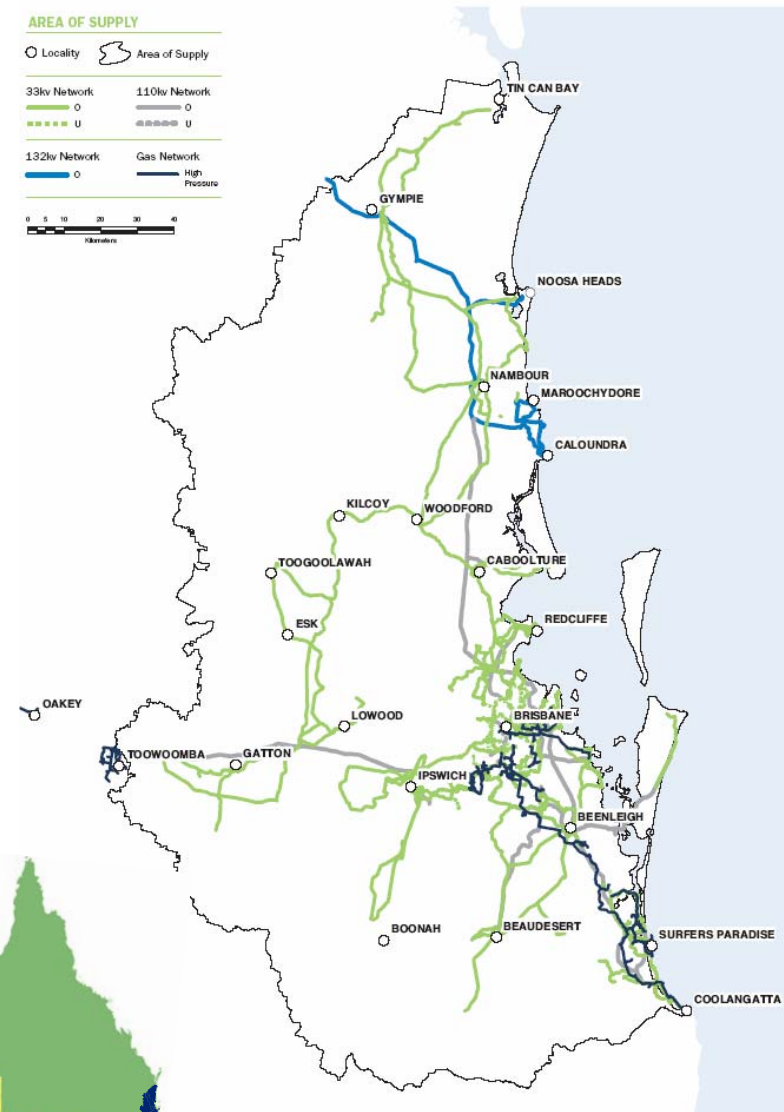 AREA OF SUPPLY
Locality
Area of Supply
33kv Network
110kv Network
O
O
U
U
132kv Network
Gas Network
O
High
Pressure
0 5 10 20 30 40
Kilometers
TIN CAN BAY
GYMPIE
NOOSA HEADS
NAMBOUR
MAROOCHYDORE
CALOUNDRA
KILCOY
WOODFORD
TOOGOOLAWAH
CABOOLTURE
ESK
REDCLIFFE
OAKEY
LOWOOD
BRISBANE
TOOWOOMBA
GATTON
IPSWICH
BEENLEIGH
BOONAH
BEAUDESERT
SURFERS PARADISE
COOLANGATTA